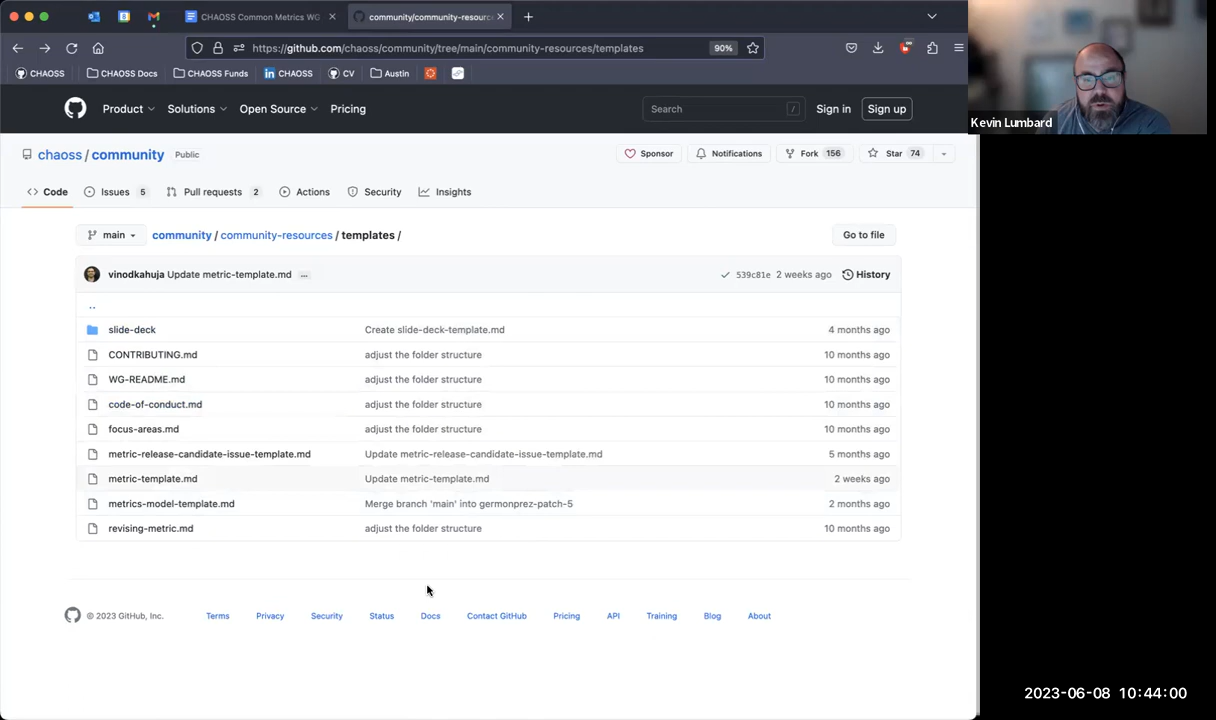 CHAOSS Common Metrics WG
community/community-resourc
https://github.com/chaoss/community/tree/main/community-resources/templates
90%
CHAOSS
CHAOSS Docs
CHAOSS Funds
CHAOSS
CV
Austin
Kevin Lumbard
Product
Solutions
Open Source
Pricing
Search
/
Sign in
Sign up
chaoss / community
Public
Sponsor
Notifications
Fork 156
Star 74
Code
Issues 5
Pull requests 2
Actions
Security
Insights
main
community / community-resources / templates /
Go to file
vinodkahuja Update metric-template.md ...
539c81e 2 weeks ago
History
..
slide-deck Create slide-deck-template.md 4 months ago
CONTRIBUTING.md adjust the folder structure 10 months ago
WG-README.md adjust the folder structure 10 months ago
code-of-conduct.md adjust the folder structure 10 months ago
focus-areas.md adjust the folder structure 10 months ago
metric-release-candidate-issue-template.md Update metric-release-candidate-issue-template.md 5 months ago
metric-template.md Update metric-template.md 2 weeks ago
metrics-model-template.md Merge branch 'main' into germonprez-patch-5 2 months ago
revising-metric.md adjust the folder structure 10 months ago
© 2023 GitHub, Inc.
Terms
Privacy
Security
Status
Docs
Contact GitHub
Pricing
API
Training
Blog
About
2023-06-08 10:44:00